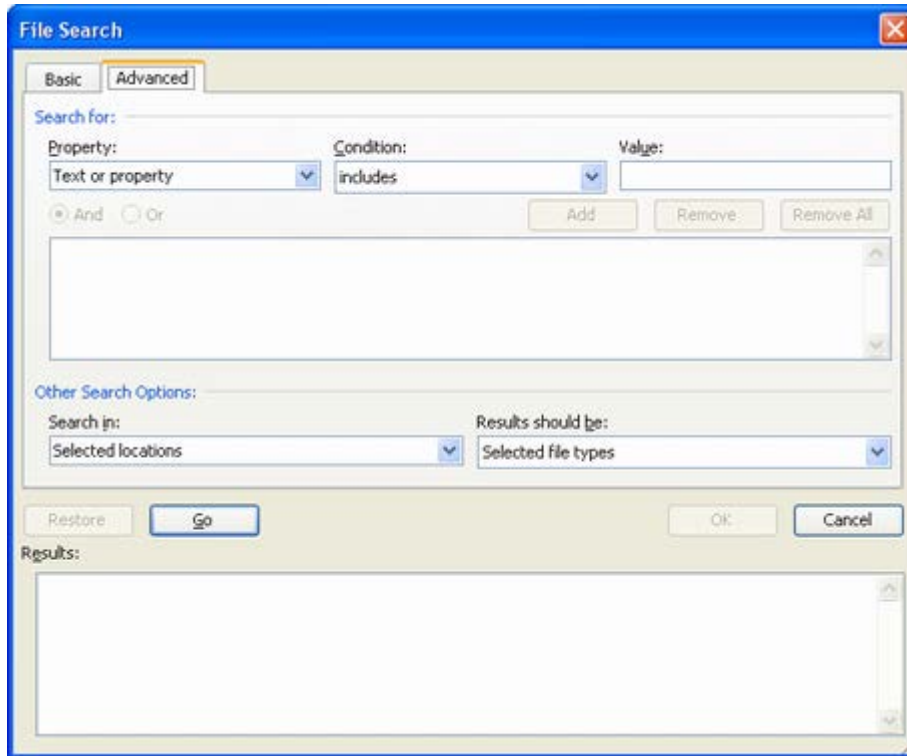 File Search
Basic Advanced
Search for:
Property: Condition: Value:
Text or property includes
And Or Add Remove Remove All
Other Search Options:
Search in: Results should be:
Selected locations Selected file types
Restore Go OK Cancel
Results: